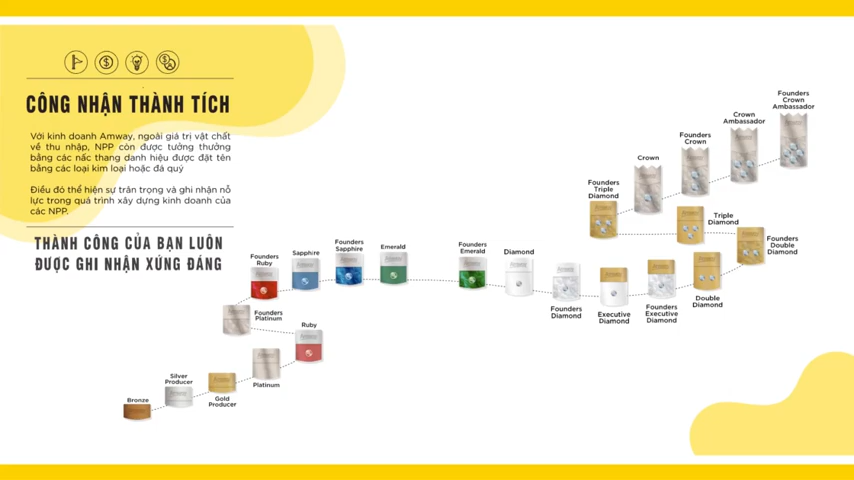 CÔNG NHẬN THÀNH TÍCH
Với kinh doanh Amway, ngoài giá trị vật chất
về thu nhập, NPP còn được tưởng thưởng
bằng các nấc thang danh hiệu được đặt tên
bằng các loại kim loại hoặc đá quý
Điều đó thể hiện sự trân trọng và ghi nhận nỗ
lực trong quá trình xây dựng kinh doanh của
các NPP.
THÀNH CÔNG CỦA BẠN LUÔN
ĐƯỢC GHI NHẬN XỨNG ĐÁNG
Bronze
Silver
Producer
Gold
Producer
Platinum
Ruby
Founders
Platinum
Founders
Ruby
Sapphire
Founders
Sapphire
Emerald
Founders
Emerald
Diamond
Founders
Diamond
Executive
Diamond
Founders
Executive
Diamond
Double
Diamond
Founders
Double
Diamond
Triple
Diamond
Founders
Triple
Diamond
Crown
Founders
Crown
Crown
Ambassador
Founders
Crown
Ambassador